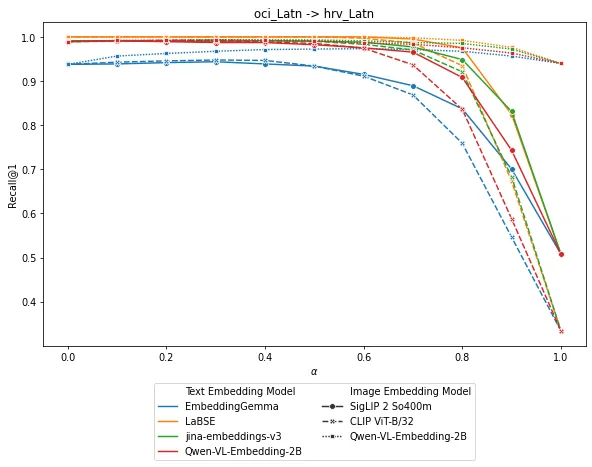 oci_Latn -> hrv_Latn
Recall@1
1.0
0.9
0.8
0.7
0.6
0.5
0.4
0.0
0.2
0.4
0.6
0.8
1.0
α
Text Embedding Model
EmbeddingGemma
LaBSE
jina-embeddings-v3
Qwen-VL-Embedding-2B
Image Embedding Model
SigLIP 2 So400m
CLIP ViT-B/32
Qwen-VL-Embedding-2B